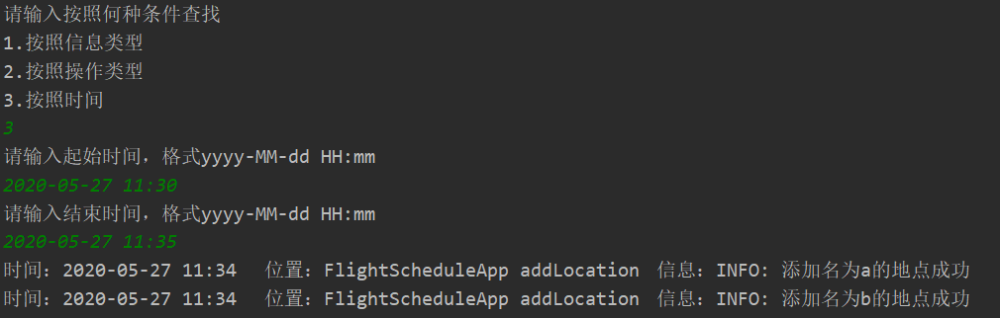 请输入按照何种条件查找
1.按照信息类型
2.按照操作类型
3.按照时间
3
请输入起始时间，格式yyyy-MM-dd HH:mm
2020-05-27 11:30
请输入结束时间，格式yyyy-MM-dd HH:mm
2020-05-27 11:35
时间：2020-05-27 11:34 位置：FlightScheduleApp addLocation 信息：INFO: 添加名为a的地点成功
时间：2020-05-27 11:34 位置：FlightScheduleApp addLocation 信息：INFO: 添加名为b的地点成功